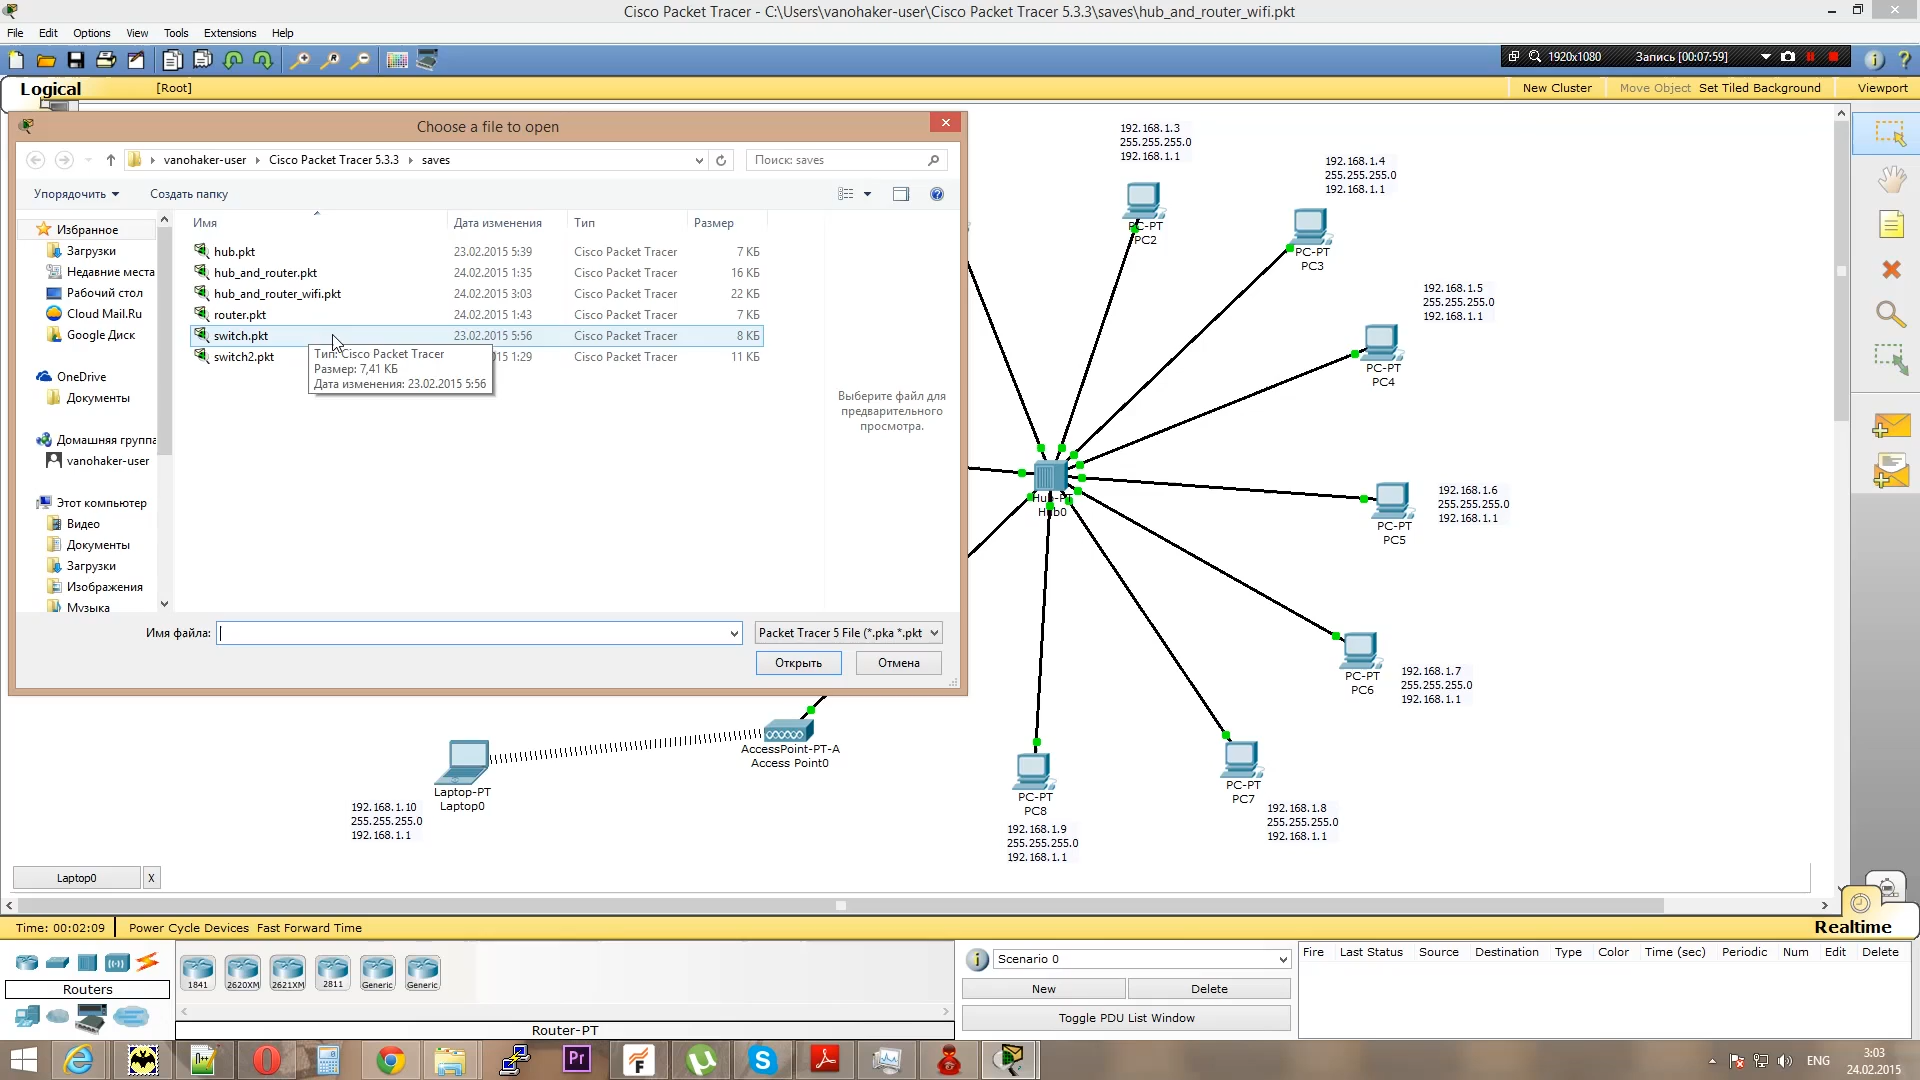 Cisco Packet Tracer - C:\Users\vanohaker-user\Cisco Packet Tracer 5.3.3\saves\hub_and_router_wifi.pkt
File Edit Options View Tools Extensions Help
1920x1080 Запись [00:07:59]
Logical [Root] New Cluster Move Object Set Tiled Background Viewport
Choose a file to open
vanohaker-user Cisco Packet Tracer 5.3.3 saves Поиск: saves
Упорядочить Создать папку
Избранное
Загрузки
Недавние места
Рабочий стол
Cloud Mail.Ru
Google Диск
OneDrive
Документы
Домашняя группа
vanohaker-user
Этот компьютер
Видео
Документы
Загрузки
Изображения
Музыка
Имя Дата изменения Тип Размер
hub.pkt 23.02.2015 5:39 Cisco Packet Tracer 7 КБ
hub_and_router.pkt 24.02.2015 1:35 Cisco Packet Tracer 16 КБ
hub_and_router_wifi.pkt 24.02.2015 3:03 Cisco Packet Tracer 22 КБ
router.pkt 24.02.2015 1:43 Cisco Packet Tracer 7 КБ
switch.pkt 23.02.2015 5:56 Cisco Packet Tracer 8 КБ
switch2.pkt 15 1:29 Cisco Packet Tracer 11 КБ
Тип: Cisco Packet Tracer
Размер: 7,41 КБ
Дата изменения: 23.02.2015 5:56
Выберите файл для
предварительного
просмотра.
Имя файла: Packet Tracer 5 File (*.pka *.pkt
Открыть Отмена
192.168.1.3
255.255.255.0
192.168.1.1
PC-PT
PC2
192.168.1.4
255.255.255.0
192.168.1.1
PC-PT
PC3
192.168.1.5
255.255.255.0
192.168.1.1
PC-PT
PC4
192.168.1.6
255.255.255.0
192.168.1.1
PC-PT
PC5
Hub-PT
Hub0
PC-PT
PC6
192.168.1.7
255.255.255.0
192.168.1.1
PC-PT
PC7
192.168.1.8
255.255.255.0
192.168.1.1
PC-PT
PC8
192.168.1.9
255.255.255.0
192.168.1.1
AccessPoint-PT-A
Access Point0
Laptop-PT
Laptop0
192.168.1.10
255.255.255.0
192.168.1.1
Laptop0 X
Time: 00:02:09 Power Cycle Devices Fast Forward Time Realtime
Routers
1841 2620XM 2621XM 2811 Generic Generic
Router-PT
Scenario 0
New Delete
Toggle PDU List Window
Fire Last Status Source Destination Type Color Time (sec) Periodic Num Edit Delete
ENG
3:03
24.02.2015